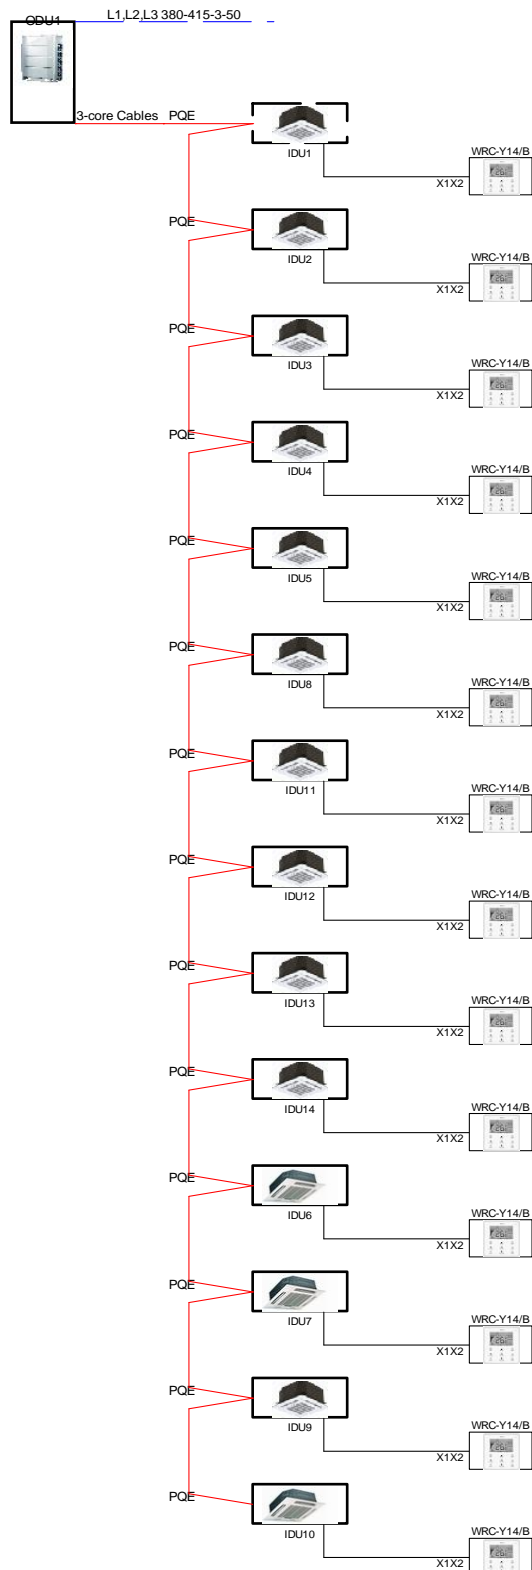 ODU1
L1,L2,L3 380-415-3-50
3-core Cables PQE
IDU1
WRC-Y14/B
X1X2
PQE
IDU2
WRC-Y14/B
X1X2
PQE
IDU3
WRC-Y14/B
X1X2
PQE
IDU4
WRC-Y14/B
X1X2
PQE
IDU5
WRC-Y14/B
X1X2
PQE
IDU8
WRC-Y14/B
X1X2
PQE
IDU11
WRC-Y14/B
X1X2
PQE
IDU12
WRC-Y14/B
X1X2
PQE
IDU13
WRC-Y14/B
X1X2
PQE
IDU14
WRC-Y14/B
X1X2
PQE
IDU6
WRC-Y14/B
X1X2
PQE
IDU7
WRC-Y14/B
X1X2
PQE
IDU9
WRC-Y14/B
X1X2
PQE
IDU10
WRC-Y14/B
X1X2